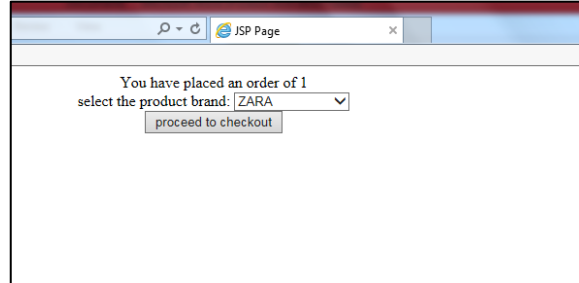 JSP Page
You have placed an order of 1
select the product brand: ZARA
proceed to checkout